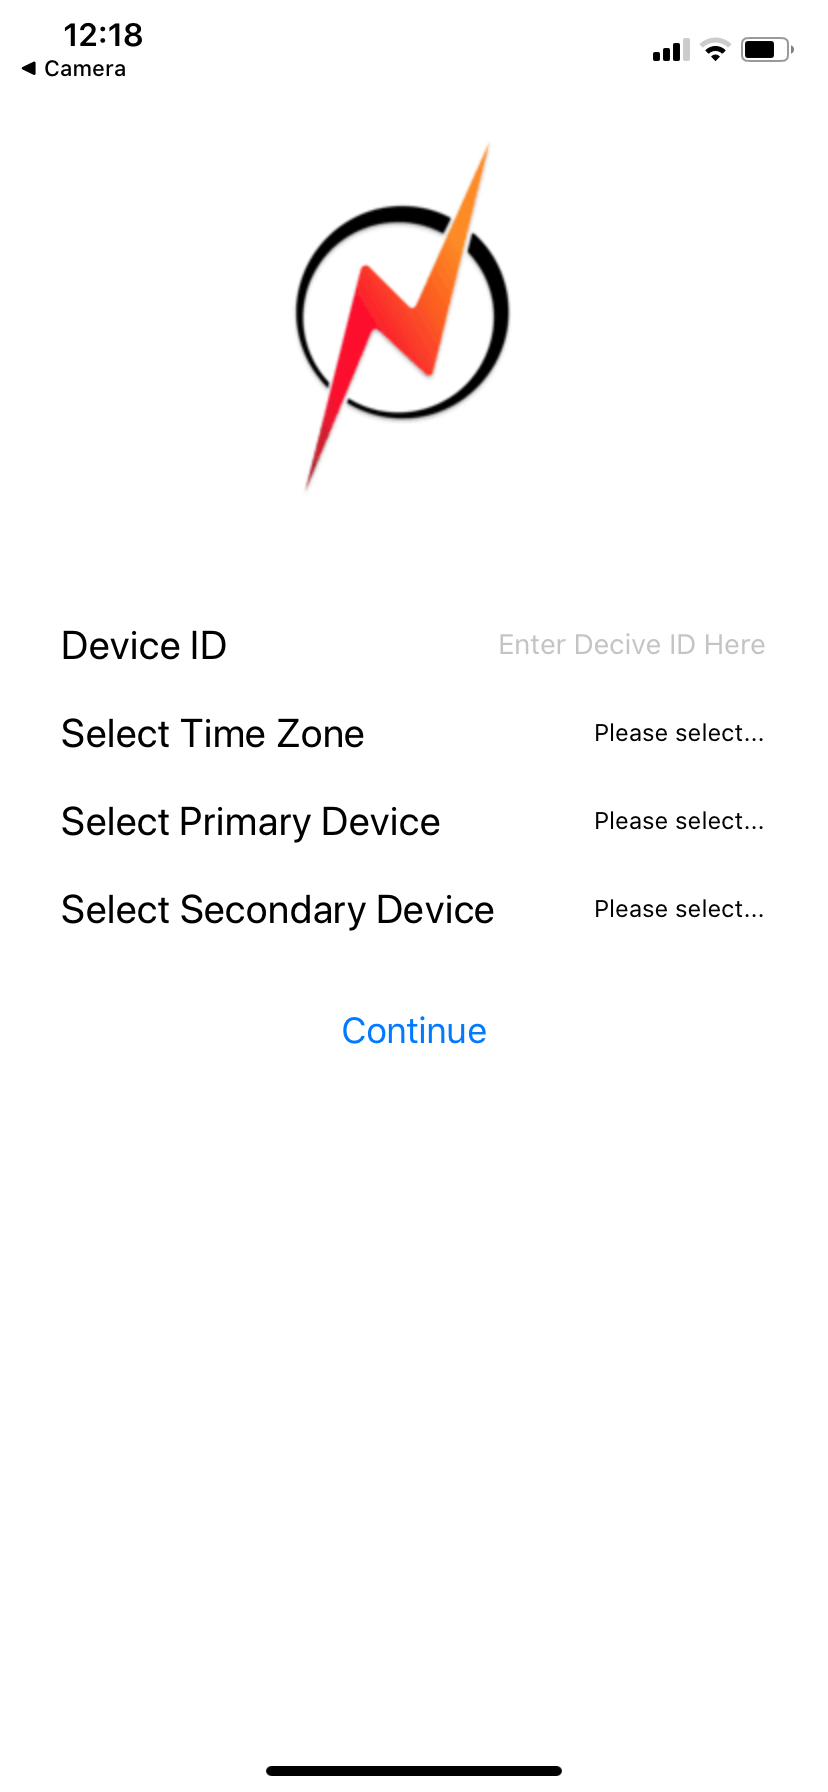 12:18
◀ Camera
Device ID Enter Decive ID Here
Select Time Zone Please select...
Select Primary Device Please select...
Select Secondary Device Please select...
Continue